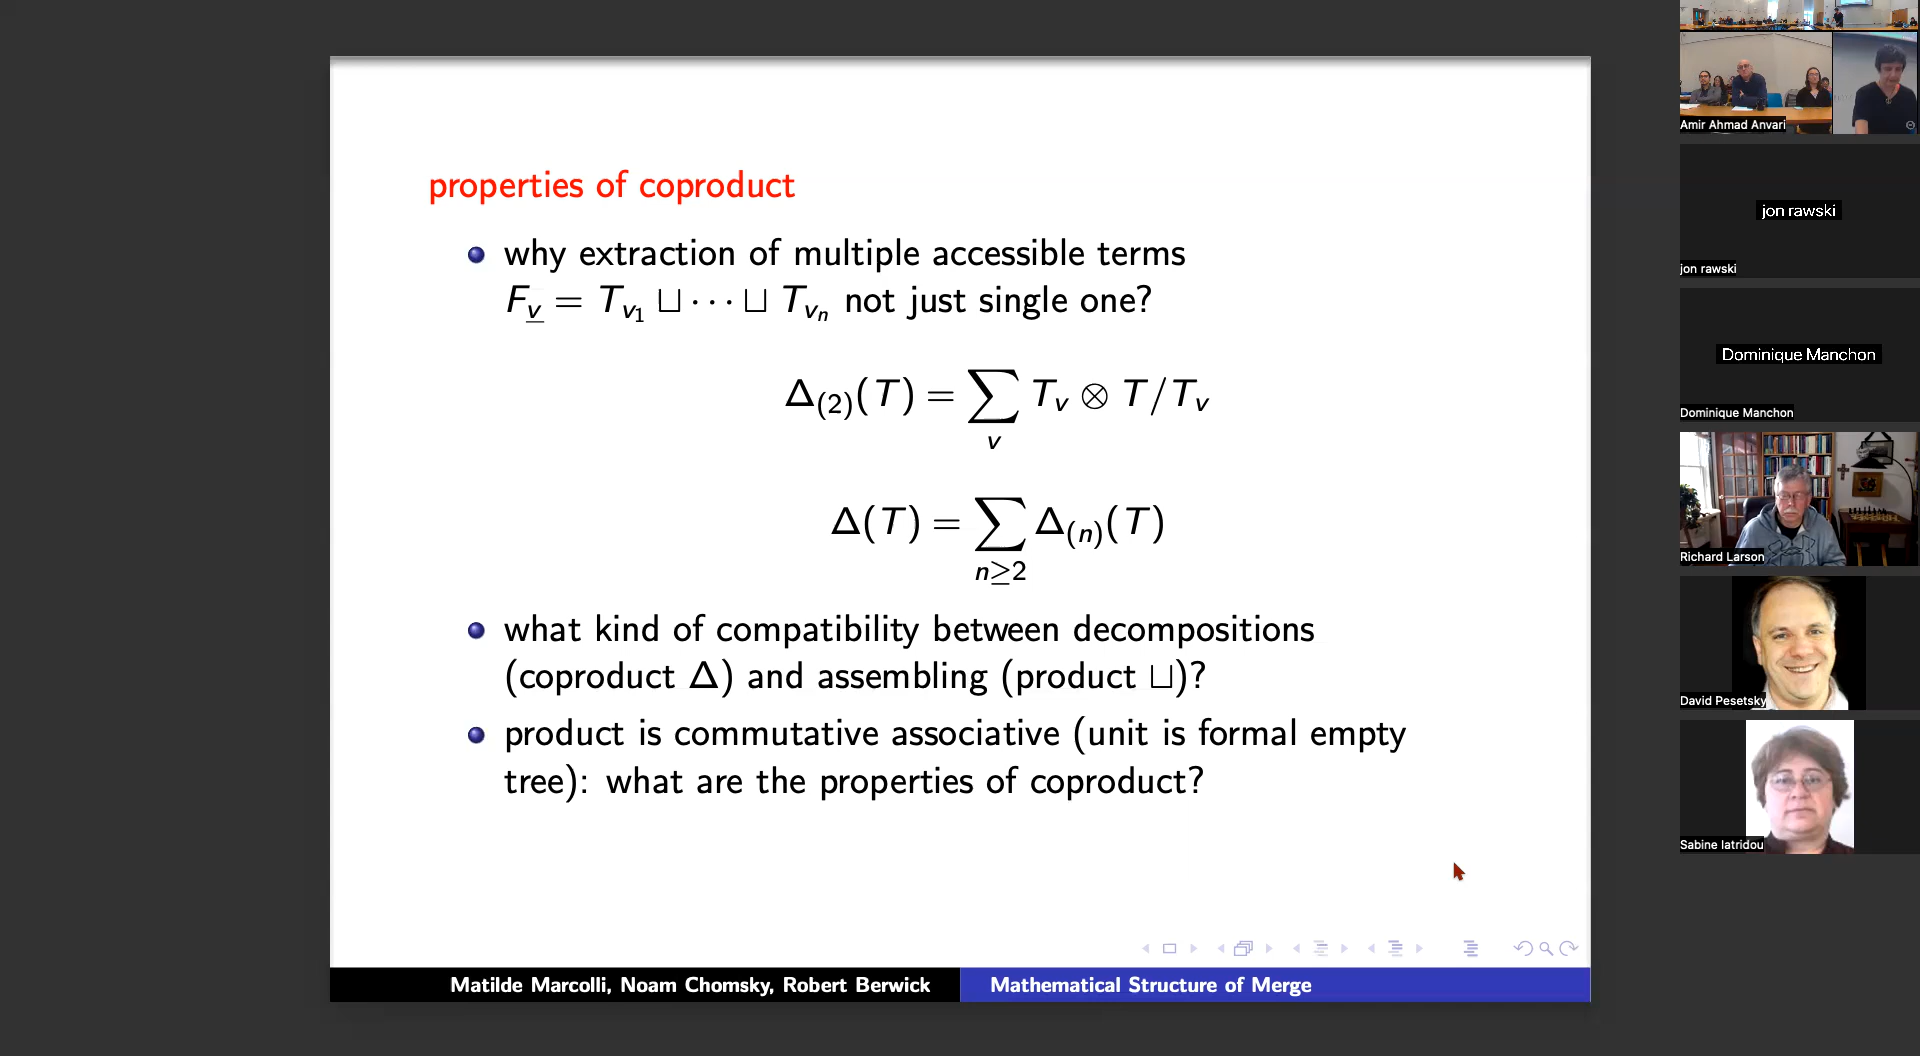 properties of coproduct
why extraction of multiple accessible terms
F_v = T_{v_1} ⊔ ⋯ ⊔ T_{v_n} not just single one?
Δ_{(2)}(T) = ∑_v T_v ⊗ T/T_v
Δ(T) = ∑_{n≥2} Δ_{(n)}(T)
what kind of compatibility between decompositions
(coproduct Δ) and assembling (product ⊔)?
product is commutative associative (unit is formal empty
tree): what are the properties of coproduct?
Matilde Marcolli, Noam Chomsky, Robert Berwick
Mathematical Structure of Merge
Amir Ahmad Anvari
jon rawski
jon rawski
Dominique Manchon
Dominique Manchon
Richard Larson
David Pesetsky
Sabine Iatridou